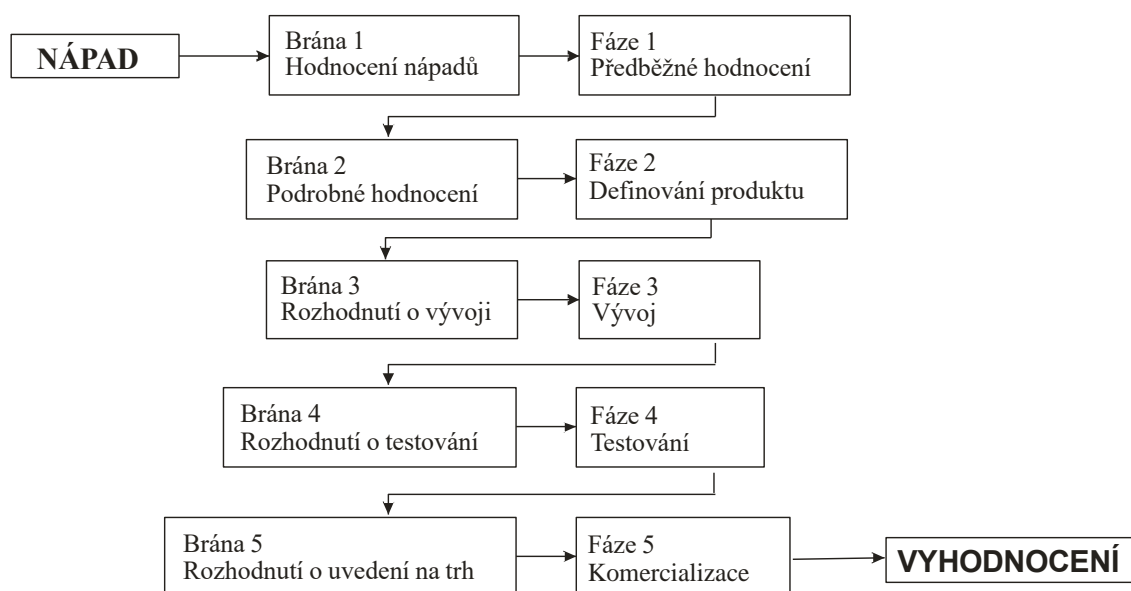 NÁPAD
Brána 1
Hodnocení nápadů
Fáze 1
Předběžné hodnocení
Brána 2
Podrobné hodnocení
Fáze 2
Definování produktu
Brána 3
Rozhodnutí o vývoji
Fáze 3
Vývoj
Brána 4
Rozhodnutí o testování
Fáze 4
Testování
Brána 5
Rozhodnutí o uvedení na trh
Fáze 5
Komercializace
VYHODNOCENÍ